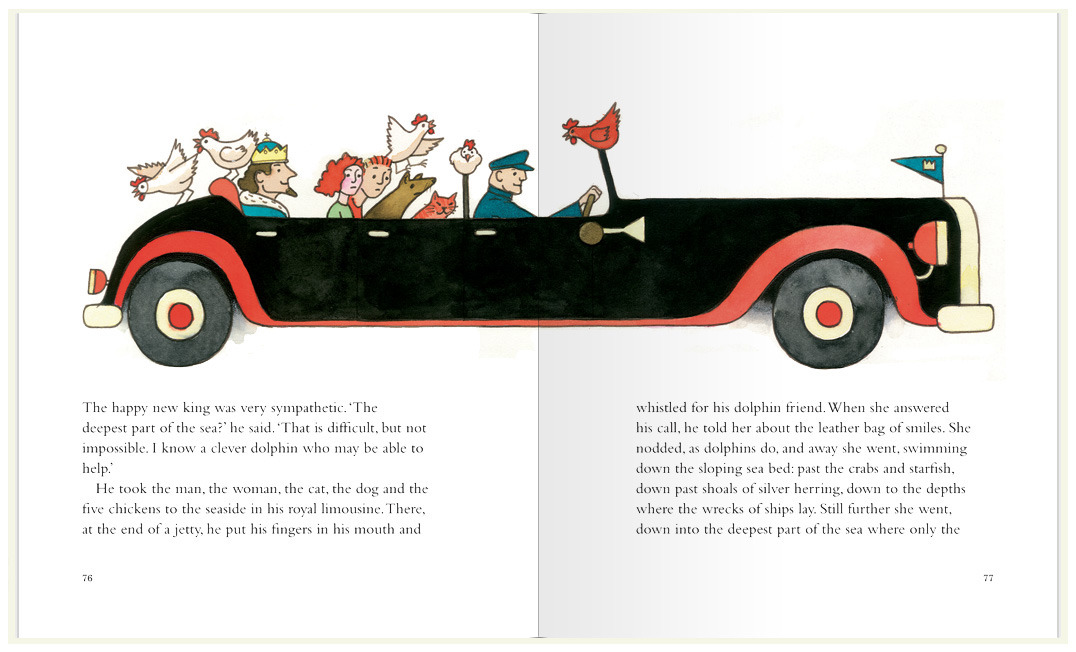 The happy new king was very sympathetic. ‘The
deepest part of the sea?’ he said. ‘That is difficult, but not
impossible. I know a clever dolphin who may be able to
help.’
He took the man, the woman, the cat, the dog and the
five chickens to the seaside in his royal limousine. There,
at the end of a jetty, he put his fingers in his mouth and
76
whistled for his dolphin friend. When she answered
his call, he told her about the leather bag of smiles. She
nodded, as dolphins do, and away she went, swimming
down the sloping sea bed: past the crabs and starfish,
down past shoals of silver herring, down to the depths
where the wrecks of ships lay. Still further she went,
down into the deepest part of the sea where only the
77